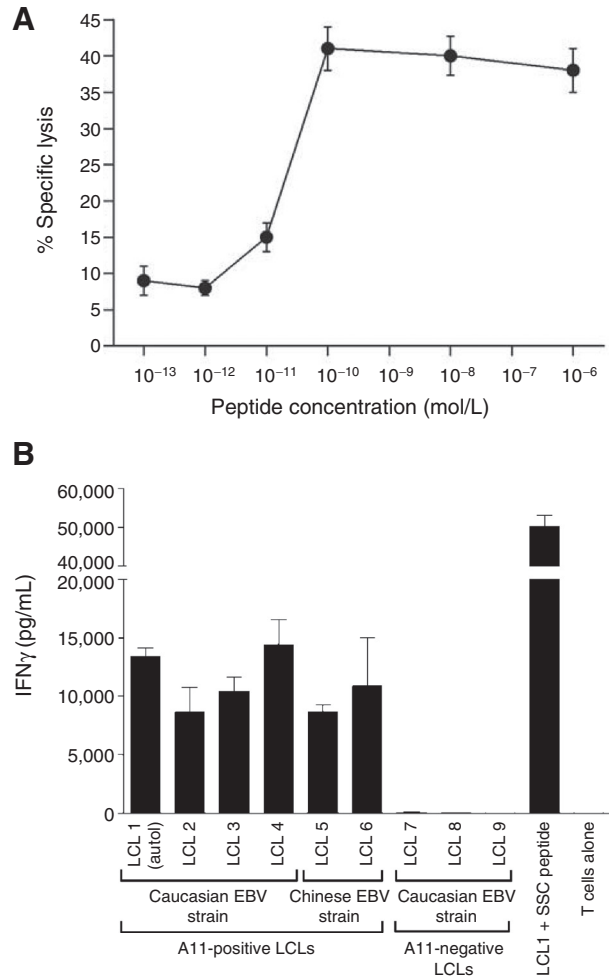 A
45
40
35
30
25
20
15
10
5
0
% Specific lysis
10⁻¹³ 10⁻¹² 10⁻¹¹ 10⁻¹⁰ 10⁻⁹ 10⁻⁸ 10⁻⁷ 10⁻⁶
Peptide concentration (mol/L)
B
60,000
50,000
40,000
20,000
15,000
10,000
5,000
0
IFNγ (pg/mL)
LCL 1
(autol)
LCL 2
LCL 3
LCL 4
LCL 5
LCL 6
LCL 7
LCL 8
LCL 9
LCL1 + SSC peptide
T cells alone
Caucasian EBV
strain
Chinese EBV
strain
Caucasian EBV
strain
A11-positive LCLs
A11-negative
LCLs